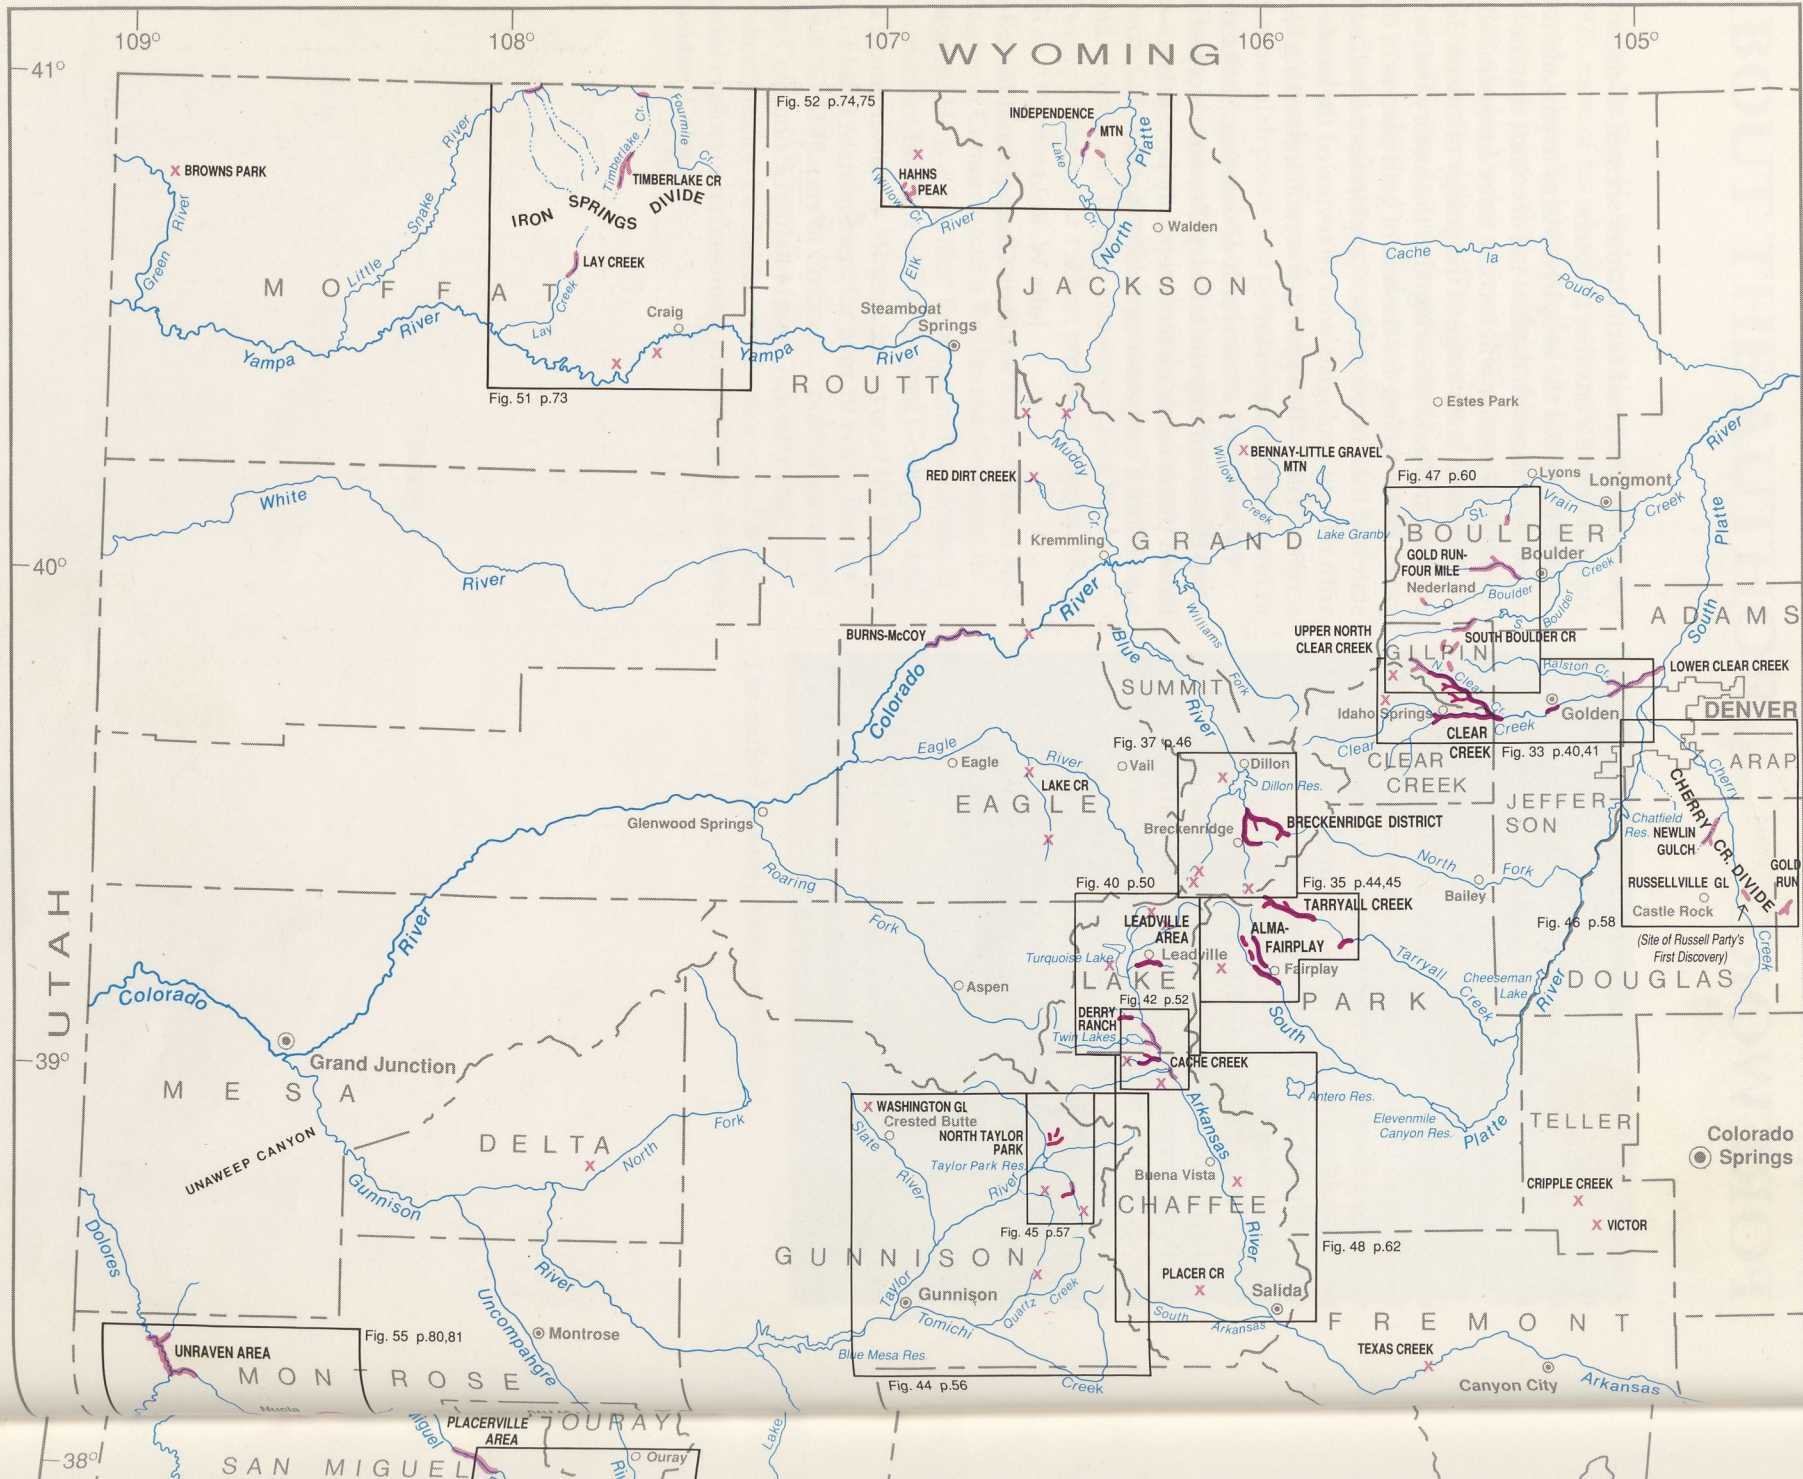 109°
108°
107°
106°
105°
WYOMING
41°
Fig. 52 p.74,75
INDEPENDENCE
MTN
Platte
Lake
Cr.
North
HAHNS
PEAK
Willow Cr.
River
Walden
BROWNS PARK
River
Green
River
Snake
Little
Timberlake Cr.
Fourmile
Cr.
TIMBERLAKE CR
IRON SPRINGS DIVIDE
LAY CREEK
Lay Creek
Craig
MOFFAT
Elk
JACKSON
Cache la Poudre
Steamboat
Springs
Yampa
River
Yampa
River
ROUTT
Fig. 51 p.73
Estes Park
River
Muddy
Cr.
BENNAY-LITTLE GRAVEL
MTN
Willow
Creek
RED DIRT CREEK
Fig. 47 p.60
Lyons
Longmont
St. Vrain
Creek
Platte
White
River
40°
Kremmling
GRAND
Lake Granby
BOULDER
GOLD RUN-
FOUR MILE
Boulder
Creek
Nederland
Boulder
S. Boulder
ADAMS
South
River
Williams
Fork
BURNS-McCOY
Blue
River
UPPER NORTH
CLEAR CREEK
SOUTH BOULDER CR
GILPIN
Ralston Cr.
LOWER CLEAR CREEK
N. Clear Cr.
Colorado
SUMMIT
Idaho Springs
Golden
DENVER
CLEAR
CREEK
Creek
Clear
Fig. 33 p.40,41
Eagle
River
Eagle
Fig. 37 p.46
Vail
Dillon
Dillon Res.
CLEAR
CREEK
ARAP
CHERRY CR. DIVIDE
Cherry
Creek
LAKE CR
EAGLE
JEFFER
SON
Glenwood Springs
Breckenridge
BRECKENRIDGE DISTRICT
Chatfield
Res.
NEWLIN
GULCH
GOLD
RUN
Roaring
Fork
North
Fork
Bailey
RUSSELLVILLE GL
Castle Rock
Fig. 40 p.50
Fig. 35 p.44,45
TARRYALL CREEK
Fig. 46 p.58
(Site of Russell Party's
First Discovery)
UTAH
River
LEADVILLE
AREA
ALMA-
FAIRPLAY
Turquoise Lake
Leadville
Fairplay
Tarryall
Creek
Cheeseman
Lake
River
DOUGLAS
Colorado
Aspen
LAKE
PARK
Fig. 42 p.52
DERRY
RANCH
Twin Lakes
South
Grand Junction
39°
CACHE CREEK
MESA
Antero Res.
Arkansas
Elevenmile
Canyon Res.
Platte
TELLER
Colorado
Springs
WASHINGTON GL
Crested Butte
NORTH TAYLOR
PARK
Slate
River
Taylor Park Res.
River
DELTA
Fork
North
UNAWEEP CANYON
Gunnison
Buena Vista
CHAFFEE
River
CRIPPLE CREEK
VICTOR
Fig. 45 p.57
Dolores
GUNNISON
Fig. 48 p.62
River
Uncompahgre
Taylor
Gunnison
Quartz
Creek
PLACER CR
Salida
Tomichi
South
Arkansas
FREMONT
Montrose
Fig. 55 p.80,81
UNRAVEN AREA
Blue Mesa Res.
TEXAS CREEK
MONTROSE
Fig. 44 p.56
Creek
Canyon City
Arkansas
Nucla
PLACERVILLE
AREA
OURAY
Ouray
Lake
38°
SAN MIGUEL